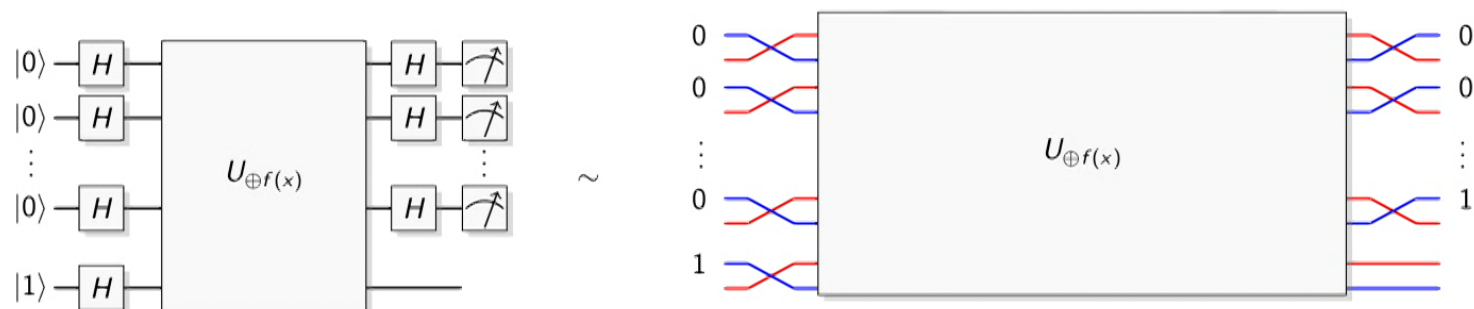 |0⟩ H H
|0⟩ H H
⋮ ⋮
|0⟩ H H
|1⟩ H
U⊕f(x)
~
0 0
0 0
⋮ ⋮
0 1
1
U⊕f(x)